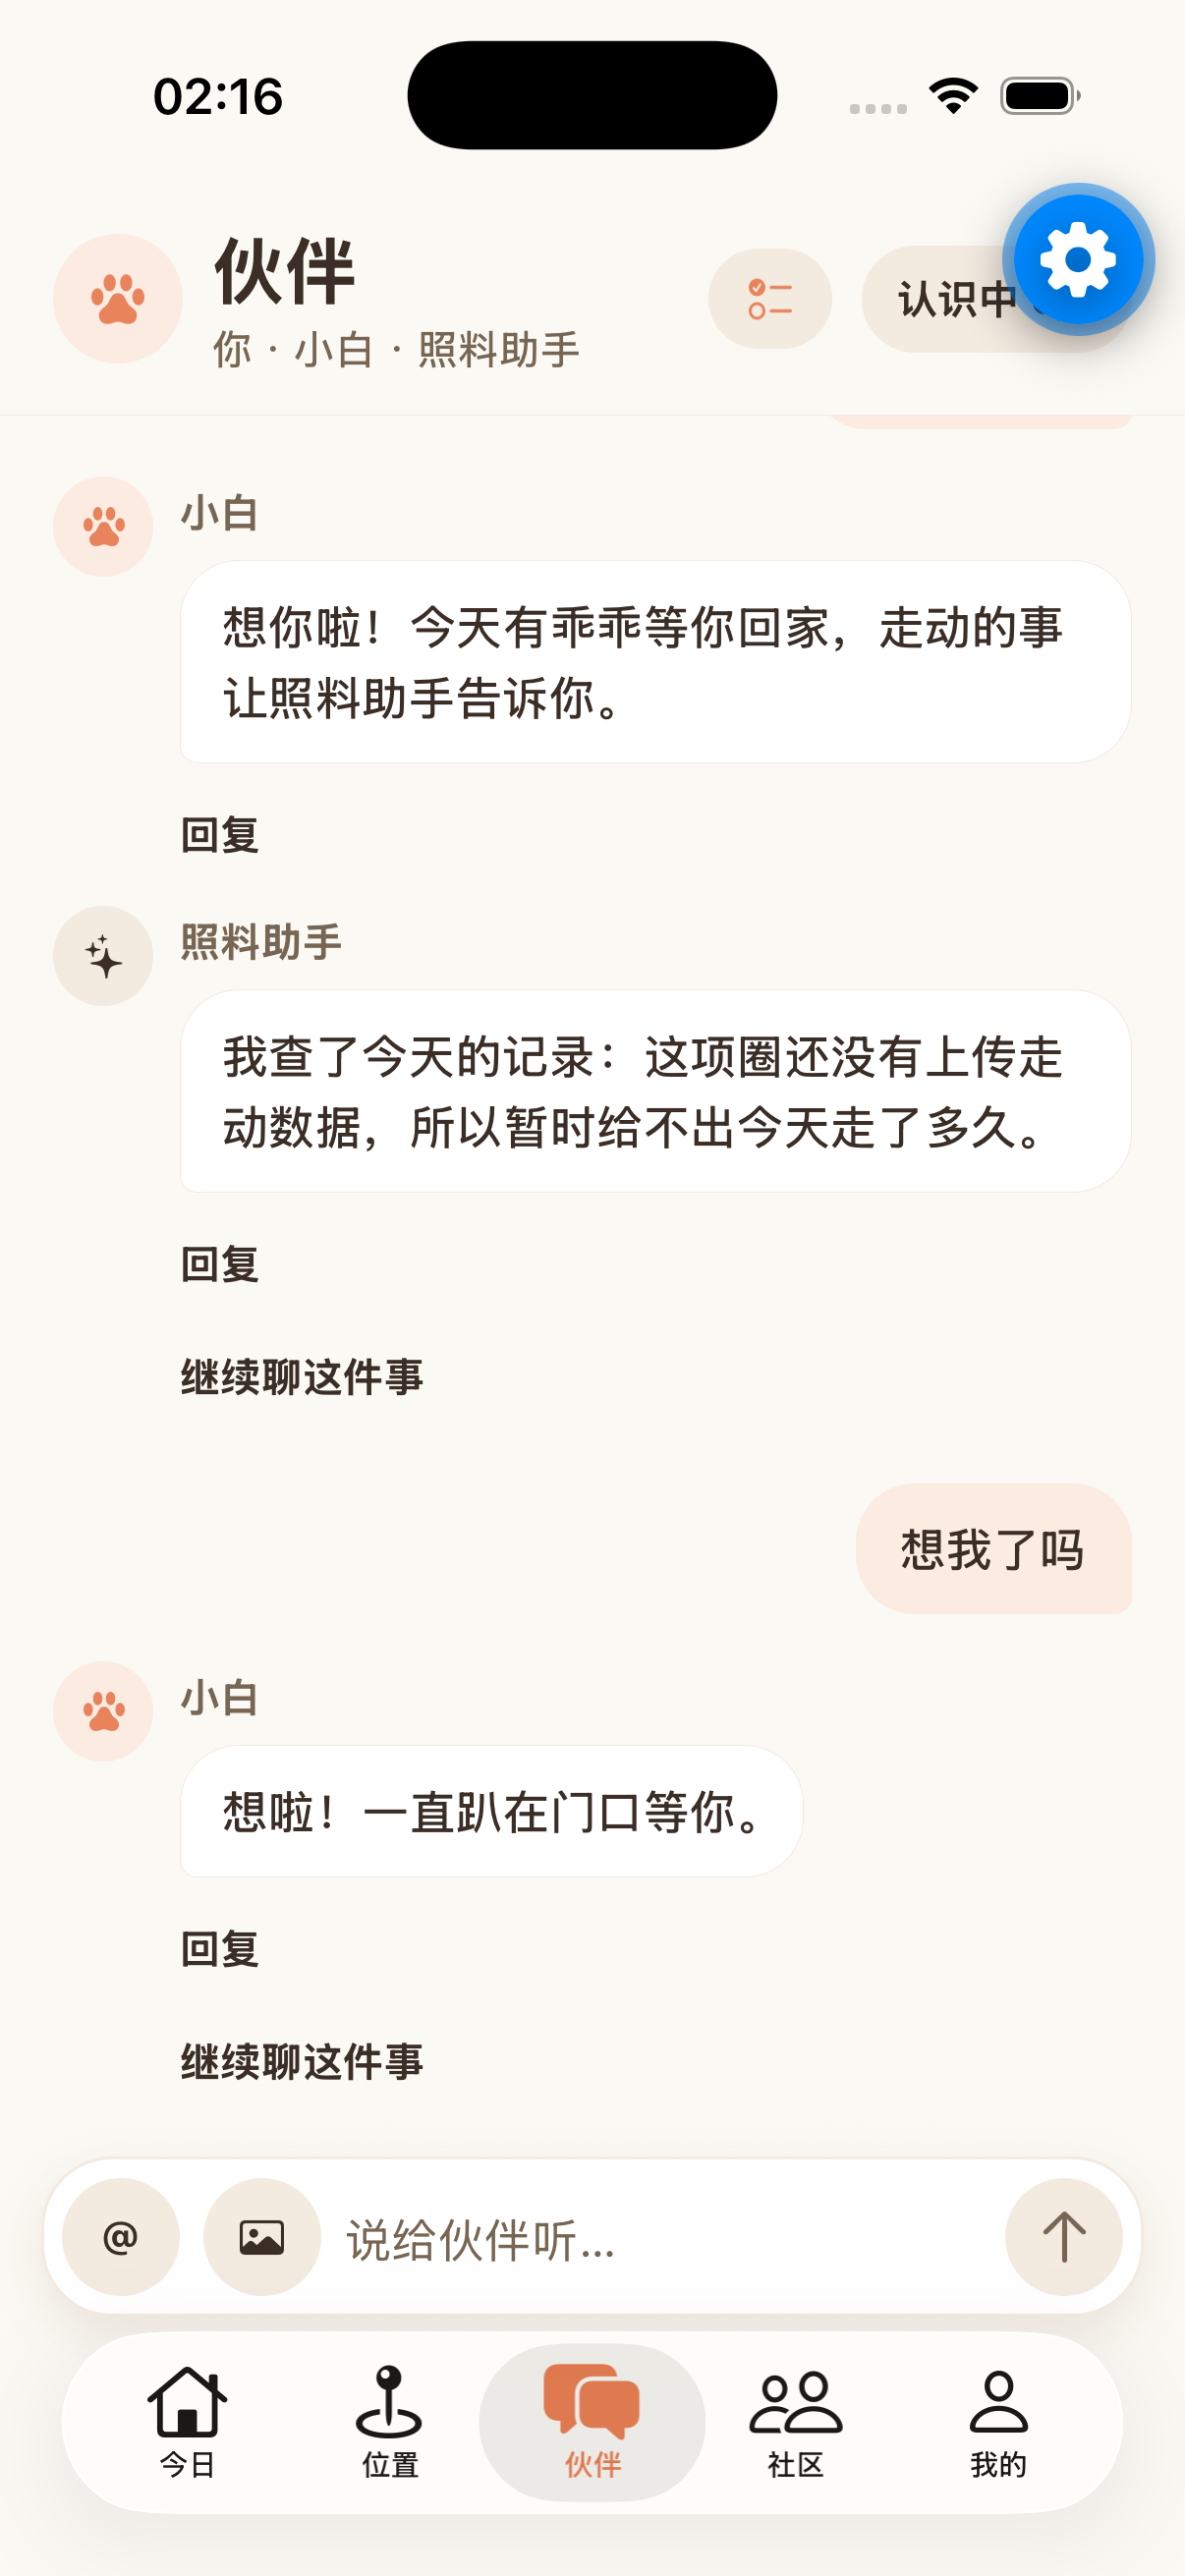 02:16
伙伴
你 · 小白 · 照料助手
认识中
小白
想你啦！今天有乖乖等你回家，走动的事
让照料助手告诉你。
回复
照料助手
我查了今天的记录：这项圈还没有上传走
动数据，所以暂时给不出今天走了多久。
回复
继续聊这件事
想我了吗
小白
想啦！一直趴在门口等你。
回复
继续聊这件事
@
说给伙伴听...
今日
位置
伙伴
社区
我的